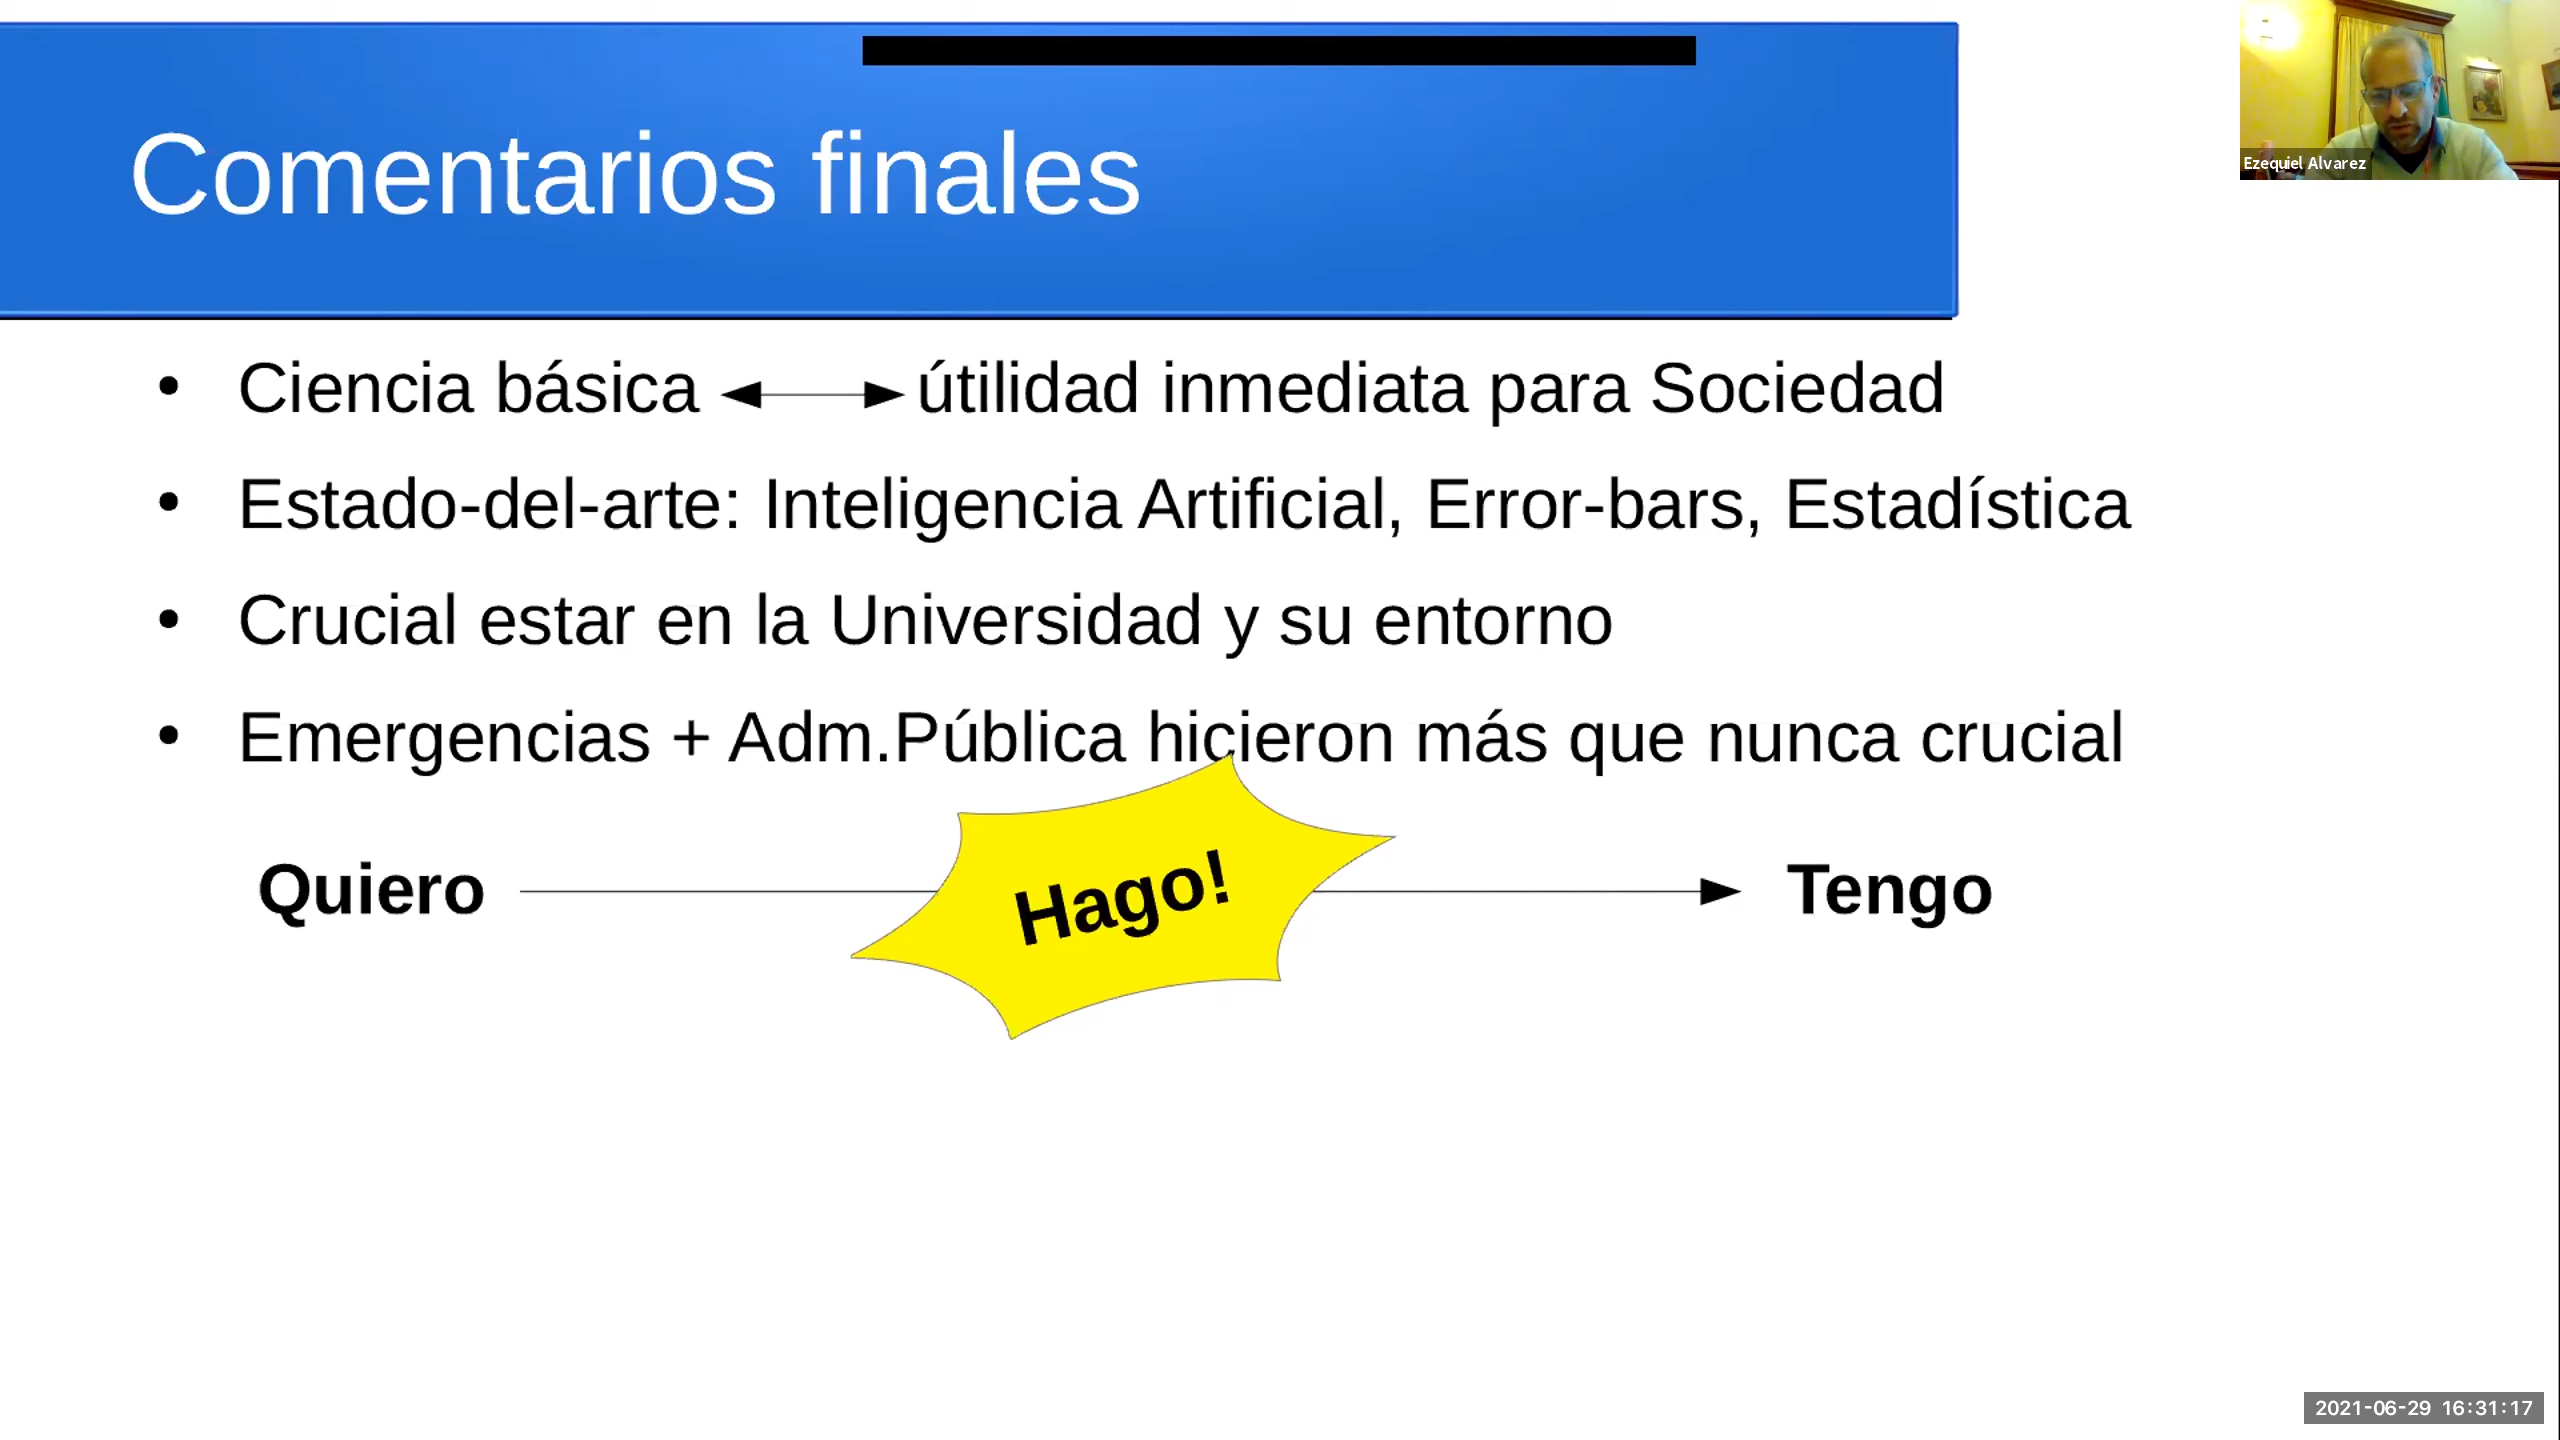 Comentarios finales
Ezequiel Alvarez
• Ciencia básica útilidad inmediata para Sociedad
• Estado-del-arte: Inteligencia Artificial, Error-bars, Estadística
• Crucial estar en la Universidad y su entorno
• Emergencias + Adm.Pública hicieron más que nunca crucial
Quiero Hago! Tengo
2021-06-29 16:31:17